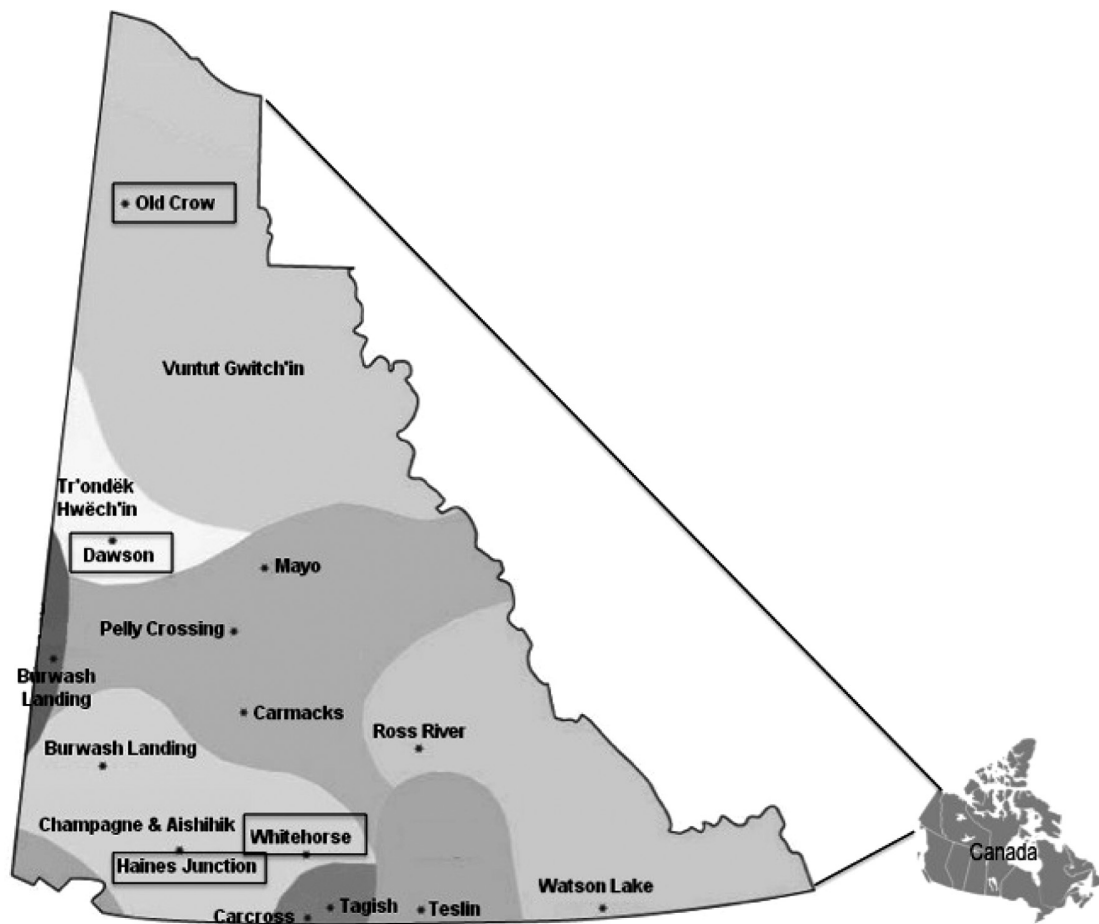 Old Crow
Vuntut Gwitch'in
Tr'ondëk
Hwëch'in
Dawson
Mayo
Pelly Crossing
Burwash
Landing
Carmacks
Ross River
Burwash Landing
Champagne & Aishihik
Whitehorse
Haines Junction
Canada
Watson Lake
Tagish
Teslin
Carcross